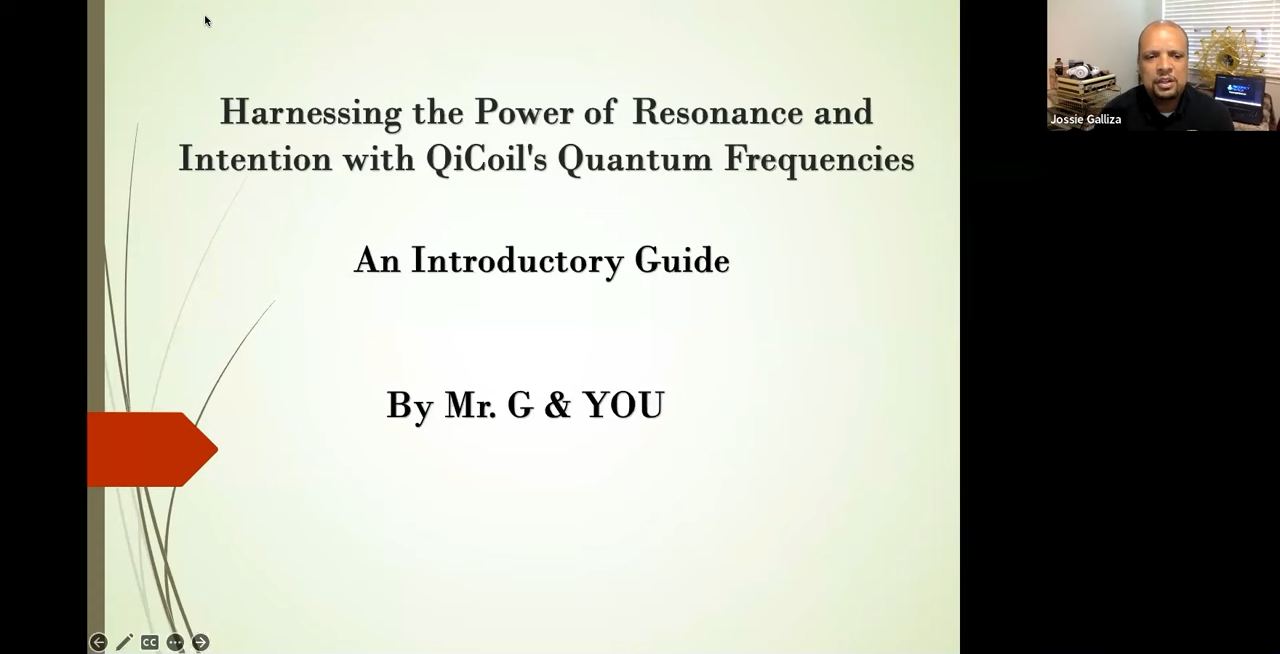 Harnessing the Power of Resonance and
Intention with QiCoil's Quantum Frequencies
An Introductory Guide
By Mr. G & YOU
Jossie Galliza
CC